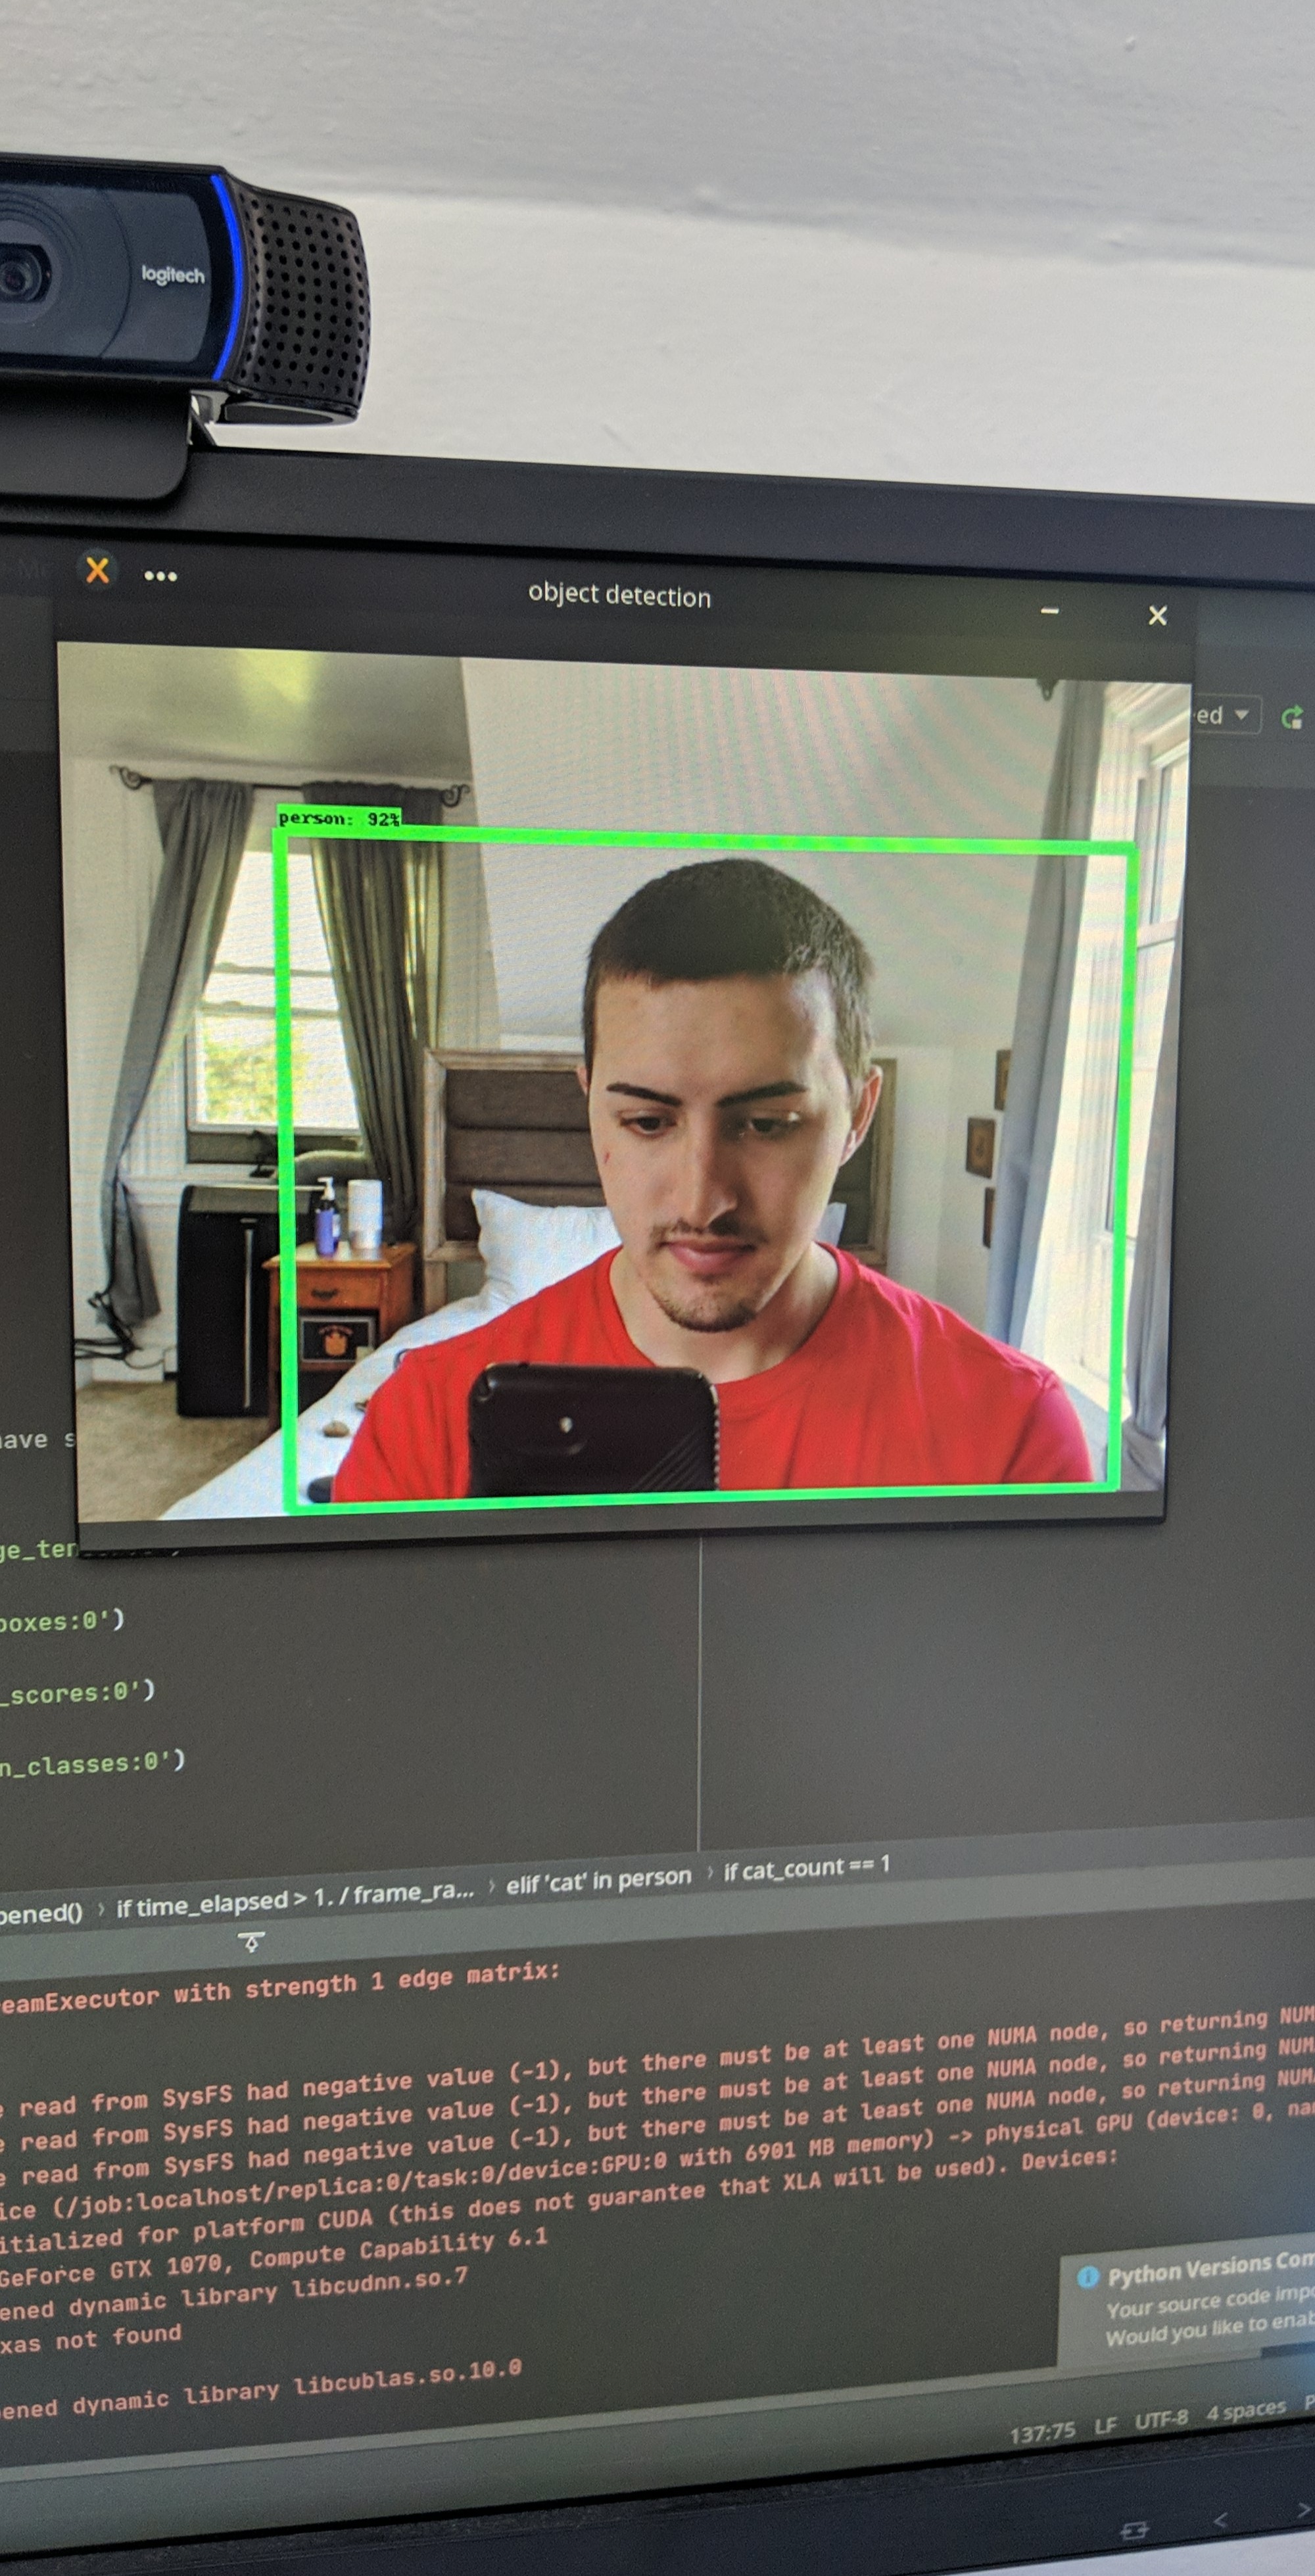 logitech
object detection
ed
person: 92%
ave s
ge_ten
boxes:0')
_scores:0')
n_classes:0')
pened() › if time_elapsed > 1. / frame_ra... › elif 'cat' in person › if cat_count == 1
eamExecutor with strength 1 edge matrix:
e read from SysFS had negative value (-1), but there must be at least one NUMA node, so returning NUM
e read from SysFS had negative value (-1), but there must be at least one NUMA node, so returning NUM
e read from SysFS had negative value (-1), but there must be at least one NUMA node, so returning NUM
ice (/job:localhost/replica:0/task:0/device:GPU:0 with 6901 MB memory) -> physical GPU (device: 0, na
itialized for platform CUDA (this does not guarantee that XLA will be used). Devices:
GeForce GTX 1070, Compute Capability 6.1
ened dynamic library libcudnn.so.7
xas not found
ened dynamic library libcublas.so.10.0
Python Versions Com
Your source code impo
Would you like to enab
137:75 LF UTF-8 4 spaces P